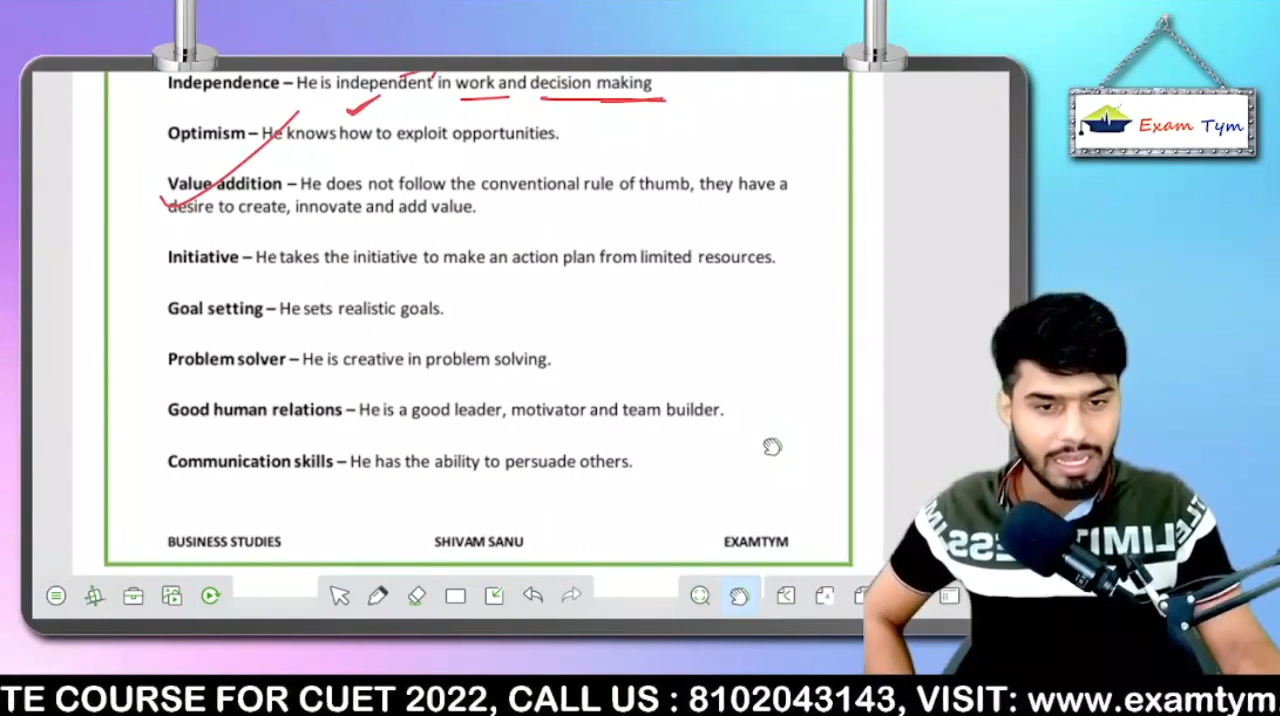 Independence – He is independent in work and decision making
Exam Tym
Optimism – He knows how to exploit opportunities.
Value addition – He does not follow the conventional rule of thumb, they have a
desire to create, innovate and add value.
Initiative – He takes the initiative to make an action plan from limited resources.
Goal setting – He sets realistic goals.
Problem solver – He is creative in problem solving.
Good human relations – He is a good leader, motivator and team builder.
Communication skills – He has the ability to persuade others.
BUSINESS STUDIES SHIVAM SANU EXAMTYM
TE COURSE FOR CUET 2022, CALL US : 8102043143, VISIT: www.examtym.